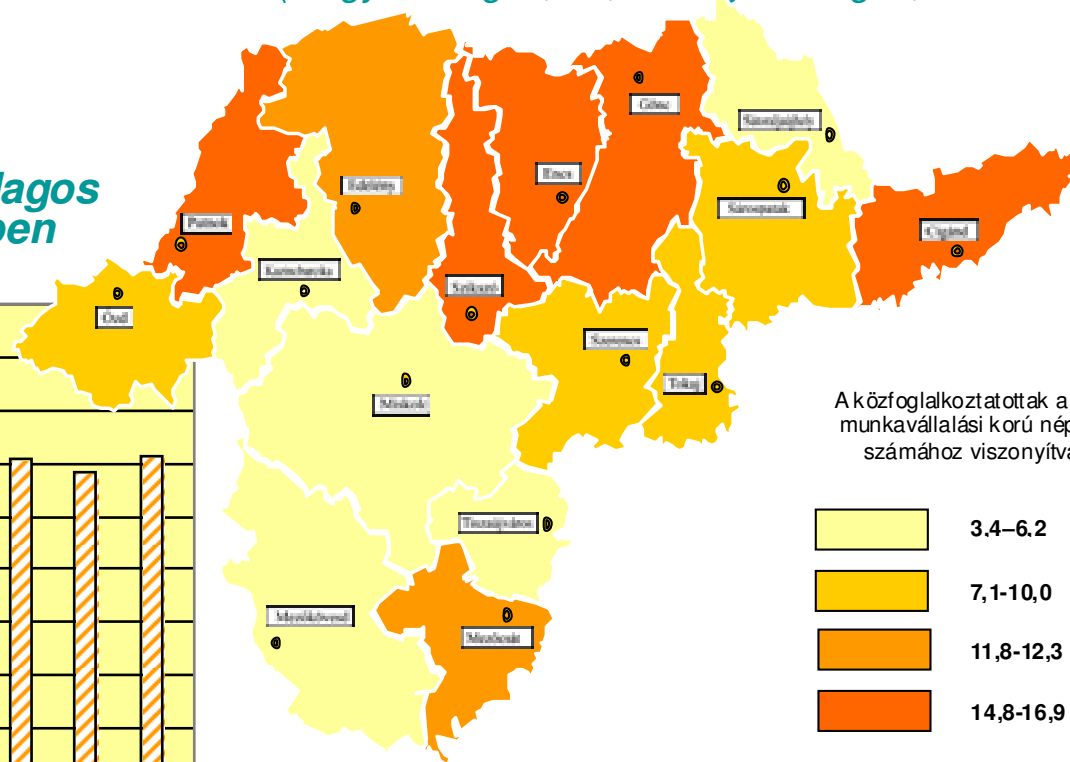 lagos
ben
Gönc
Sátoraljaújhely
Encs
Edelény
Putnok
Sárospatak
Cigánd
Kazincbarcika
Szikszó
Ózd
Szerencs
Tokaj
Miskolc
Tiszaújváros
Mezőkövesd
Mezőcsát
A közfoglalkoztatottak a
munkavállalási korú nép
számához viszonyítva
3,4–6,2
7,1-10,0
11,8-12,3
14,8-16,9